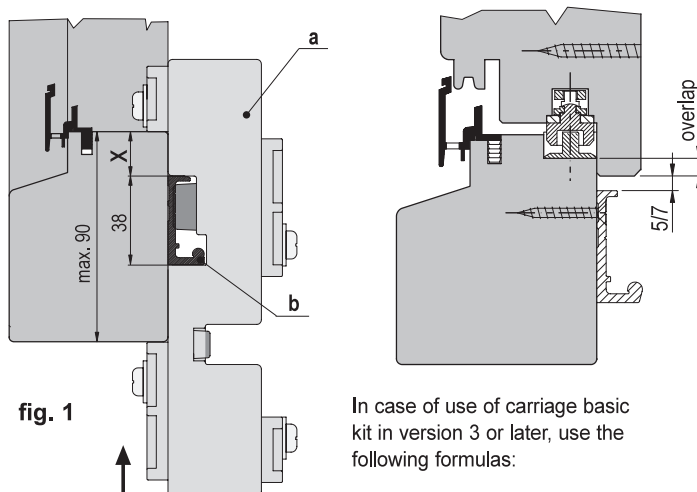 a
X
38
max. 90
b
fig. 1
overlap
5/7
In case of use of carriage basic
kit in version 3 or later, use the
following formulas: